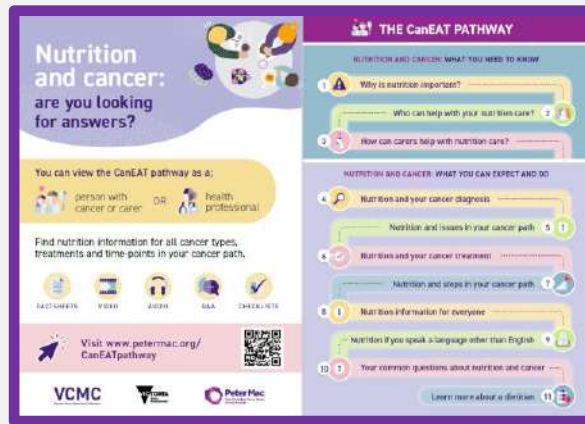 Nutrition
and cancer:
are you looking
for answers?
You can view the CanEAT pathway as a:
person with
cancer or carer
OR
health
professional
Find nutrition information for all cancer types,
treatments and time-points in your cancer path.
FACTSHEETS
VIDEO
AUDIO
Q&A
CHECKLISTS
Visit www.petermac.org/
CanEATpathway
VCMC
VICTORIA
Peter Mac
THE CanEAT PATHWAY
NUTRITION AND CANCER: WHAT YOU NEED TO KNOW
1 Why is nutrition important?
Who can help with your nutrition care? 2
3 How can carers help with nutrition care?
NUTRITION AND CANCER: WHAT YOU CAN EXPECT AND DO
4 Nutrition and your cancer diagnosis
Nutrition and issues in your cancer path 5
6 Nutrition and your cancer treatment
Nutrition and steps in your cancer path 7
8 Nutrition information for everyone
Nutrition if you speak a language other than English 9
10 Your common questions about nutrition and cancer
Learn more about a dietitian 11